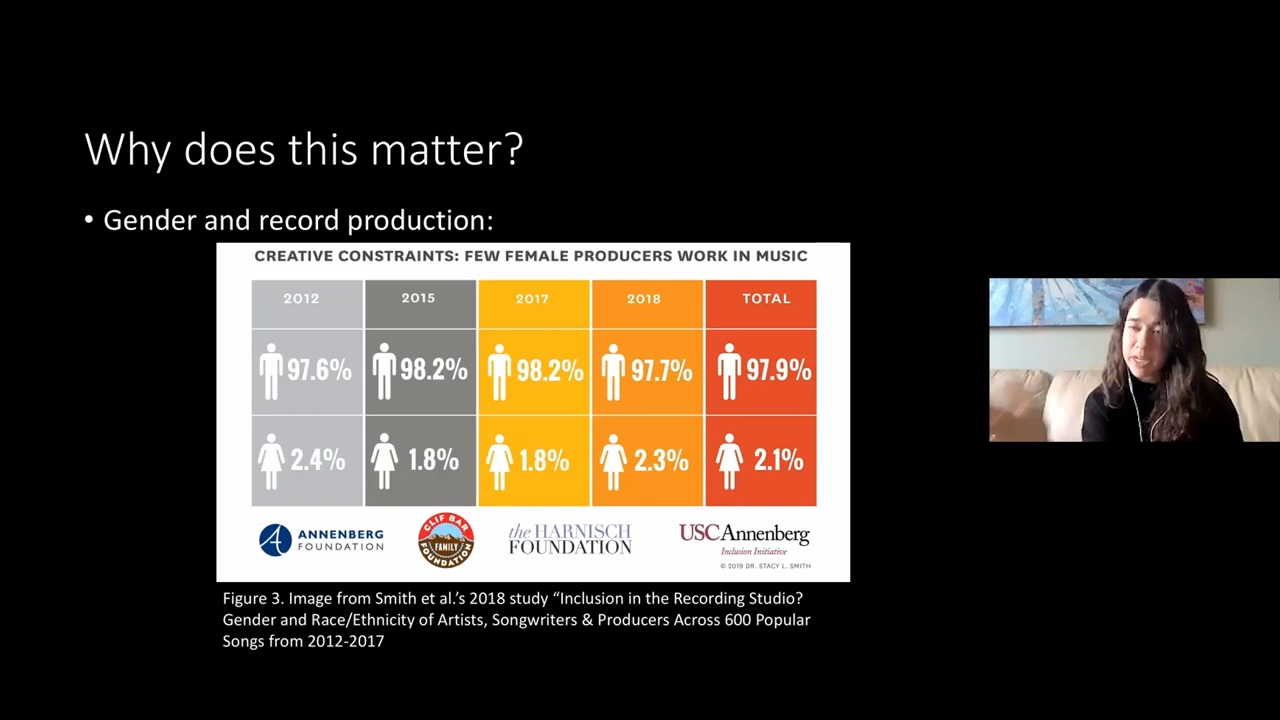 Why does this matter?
• Gender and record production:
CREATIVE CONSTRAINTS: FEW FEMALE PRODUCERS WORK IN MUSIC
2012 2015 2017 2018 TOTAL
97.6% 98.2% 98.2% 97.7% 97.9%
2.4% 1.8% 1.8% 2.3% 2.1%
ANNENBERG
FOUNDATION
CLIF BAR
FAMILY
FOUNDATION
the HARNISCH
FOUNDATION
USCAnnenberg
Inclusion Initiative
© 2019 DR. STACY L. SMITH
Figure 3. Image from Smith et al.’s 2018 study “Inclusion in the Recording Studio?
Gender and Race/Ethnicity of Artists, Songwriters & Producers Across 600 Popular
Songs from 2012-2017